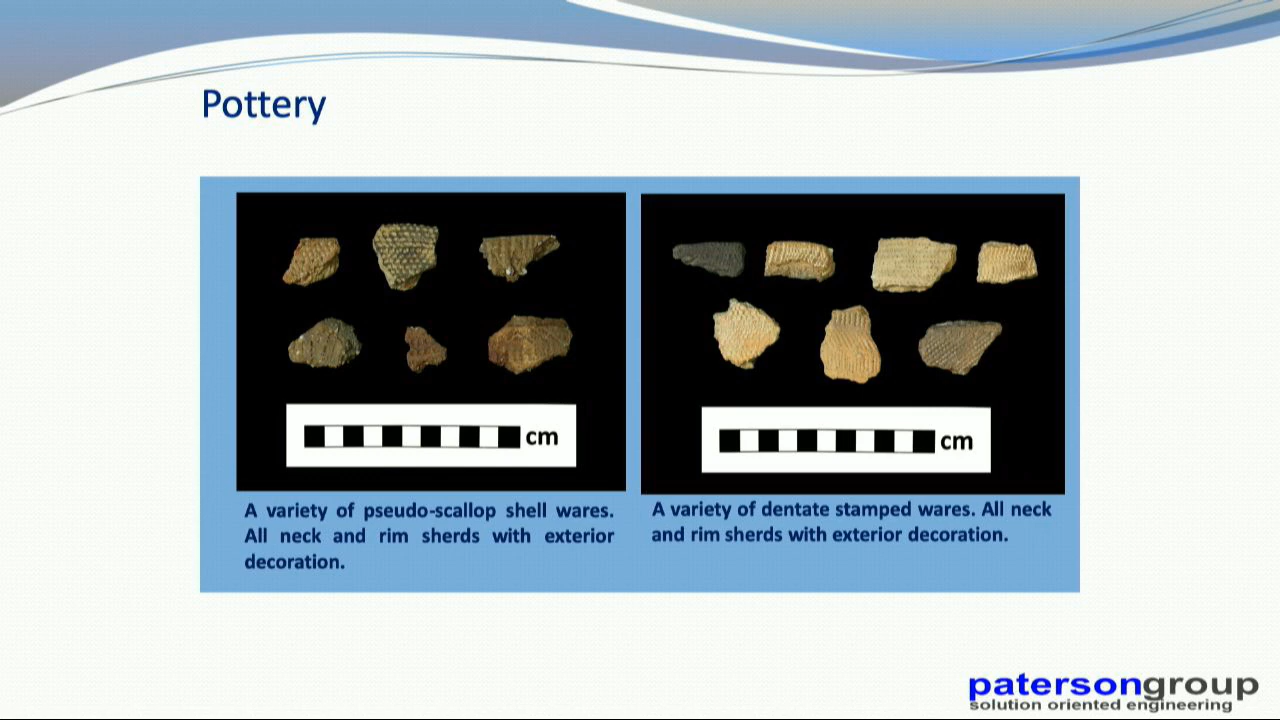 Pottery
cm
cm
A variety of pseudo-scallop shell wares.
All neck and rim sherds with exterior
decoration.
A variety of dentate stamped wares. All neck
and rim sherds with exterior decoration.
patersongroup
solution oriented engineering